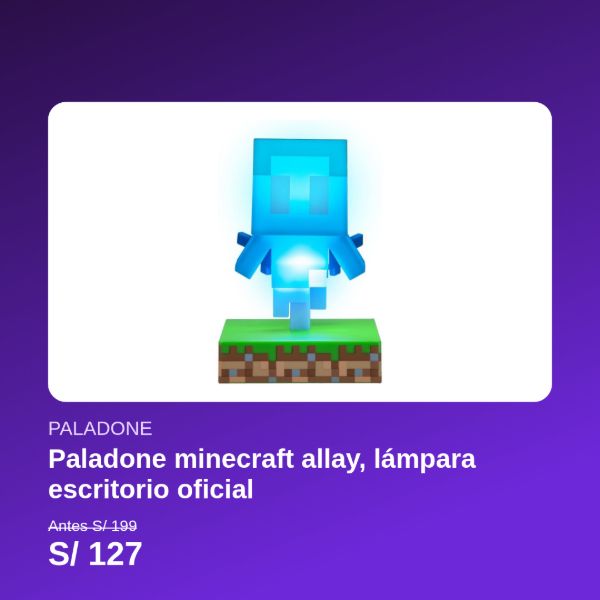 PALADONE
Paladone minecraft allay, lámpara
escritorio oficial
Antes S/ 199
S/ 127